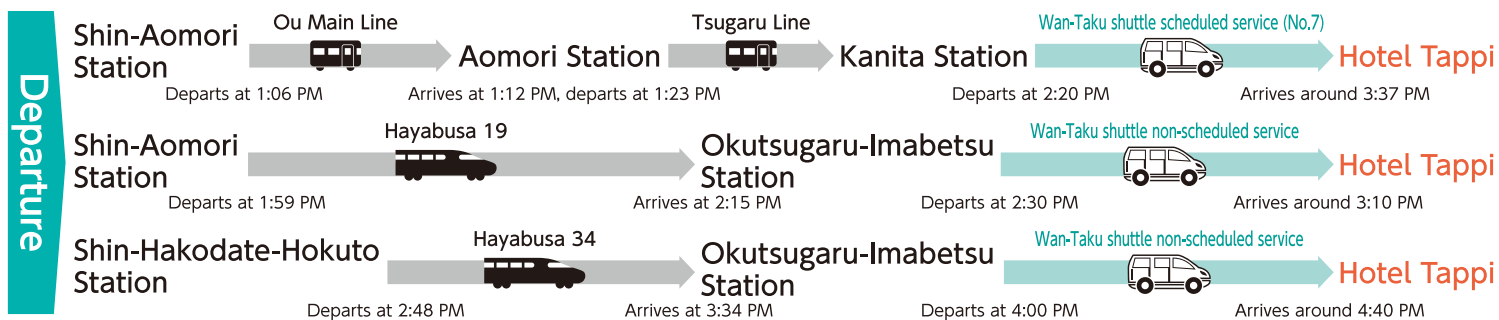 Departure
Ou Main Line
Tsugaru Line
Wan-Taku shuttle scheduled service (No.7)
Shin-Aomori
Station
Aomori Station
Kanita Station
Hotel Tappi
Departs at 1:06 PM
Arrives at 1:12 PM, departs at 1:23 PM
Departs at 2:20 PM
Arrives around 3:37 PM
Hayabusa 19
Wan-Taku shuttle non-scheduled service
Shin-Aomori
Station
Okutsugaru-Imabetsu
Station
Hotel Tappi
Departs at 1:59 PM
Arrives at 2:15 PM
Departs at 2:30 PM
Arrives around 3:10 PM
Hayabusa 34
Wan-Taku shuttle non-scheduled service
Shin-Hakodate-Hokuto
Station
Okutsugaru-Imabetsu
Station
Hotel Tappi
Departs at 2:48 PM
Arrives at 3:34 PM
Departs at 4:00 PM
Arrives around 4:40 PM